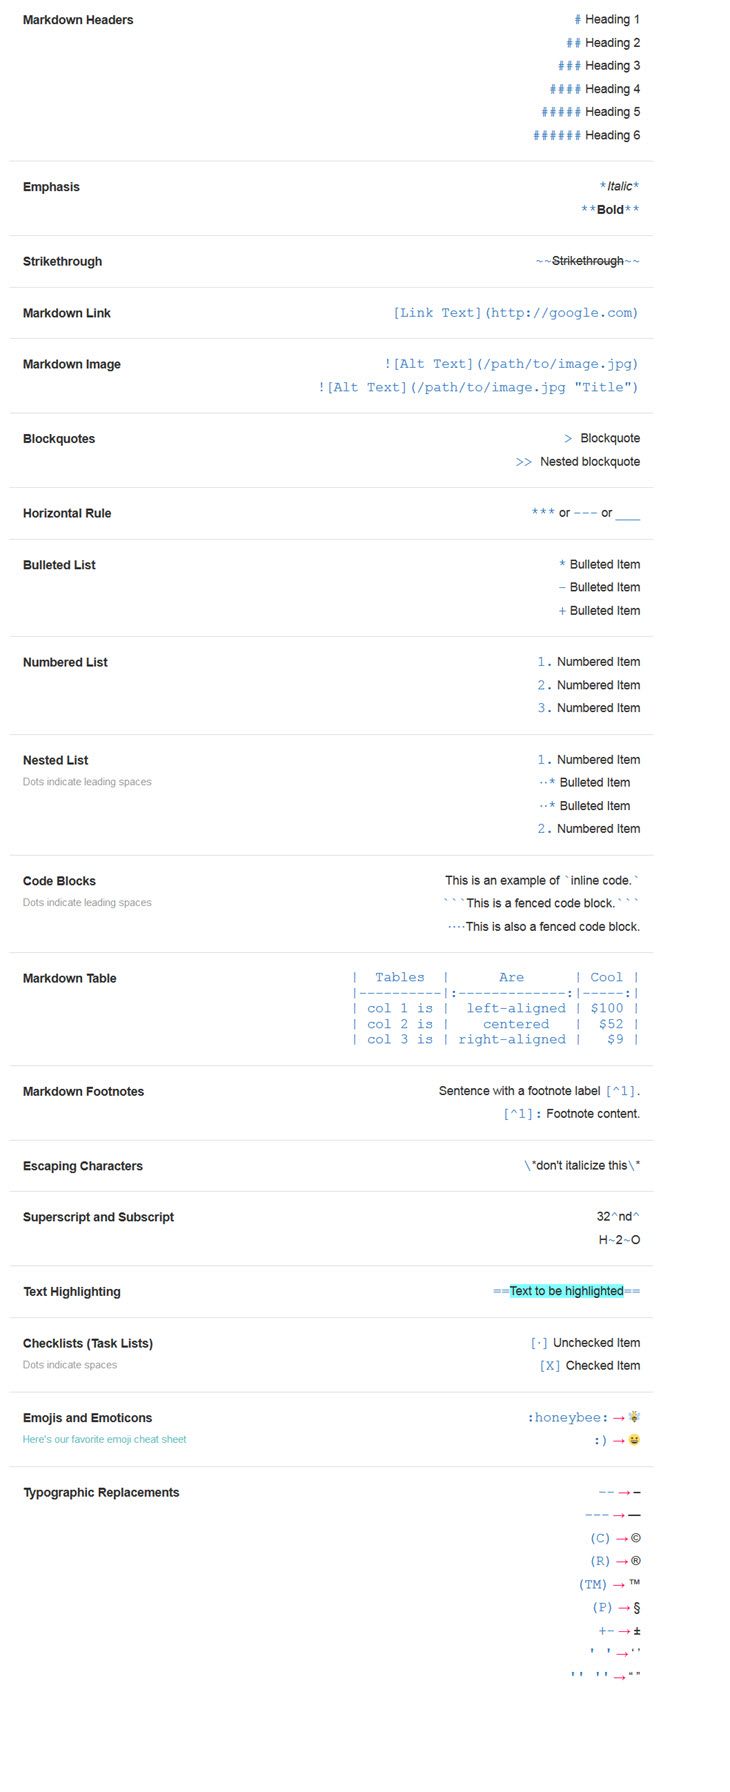 Markdown Headers
# Heading 1
## Heading 2
### Heading 3
#### Heading 4
##### Heading 5
###### Heading 6
Emphasis
*Italic*
**Bold**
Strikethrough
~~Strikethrough~~
Markdown Link
[Link Text](http://google.com)
Markdown Image
![Alt Text](/path/to/image.jpg)
![Alt Text](/path/to/image.jpg "Title")
Blockquotes
> Blockquote
>> Nested blockquote
Horizontal Rule
*** or --- or ___
Bulleted List
* Bulleted Item
- Bulleted Item
+ Bulleted Item
Numbered List
1. Numbered Item
2. Numbered Item
3. Numbered Item
Nested List
Dots indicate leading spaces
1. Numbered Item
··* Bulleted Item
··* Bulleted Item
2. Numbered Item
Code Blocks
Dots indicate leading spaces
This is an example of `inline code.`
```This is a fenced code block.```
····This is also a fenced code block.
Markdown Table
|  Tables  |      Are      | Cool |
|----------|:-------------:|-----:|
| col 1 is |  left-aligned | $100 |
| col 2 is |    centered   |  $52 |
| col 3 is | right-aligned |   $9 |
Markdown Footnotes
Sentence with a footnote label [^1].
[^1]: Footnote content.
Escaping Characters
\*don't italicize this\*
Superscript and Subscript
32^nd^
H~2~O
Text Highlighting
==Text to be highlighted==
Checklists (Task Lists)
Dots indicate spaces
[·] Unchecked Item
[X] Checked Item
Emojis and Emoticons
Here's our favorite emoji cheat sheet
:honeybee: → 🐝
:) → 😀
Typographic Replacements
-- → –
--- → —
(C) → ©
(R) → ®
(TM) → ™
(P) → §
+- → ±
' ' → ‘ ’
'' '' → “ ”